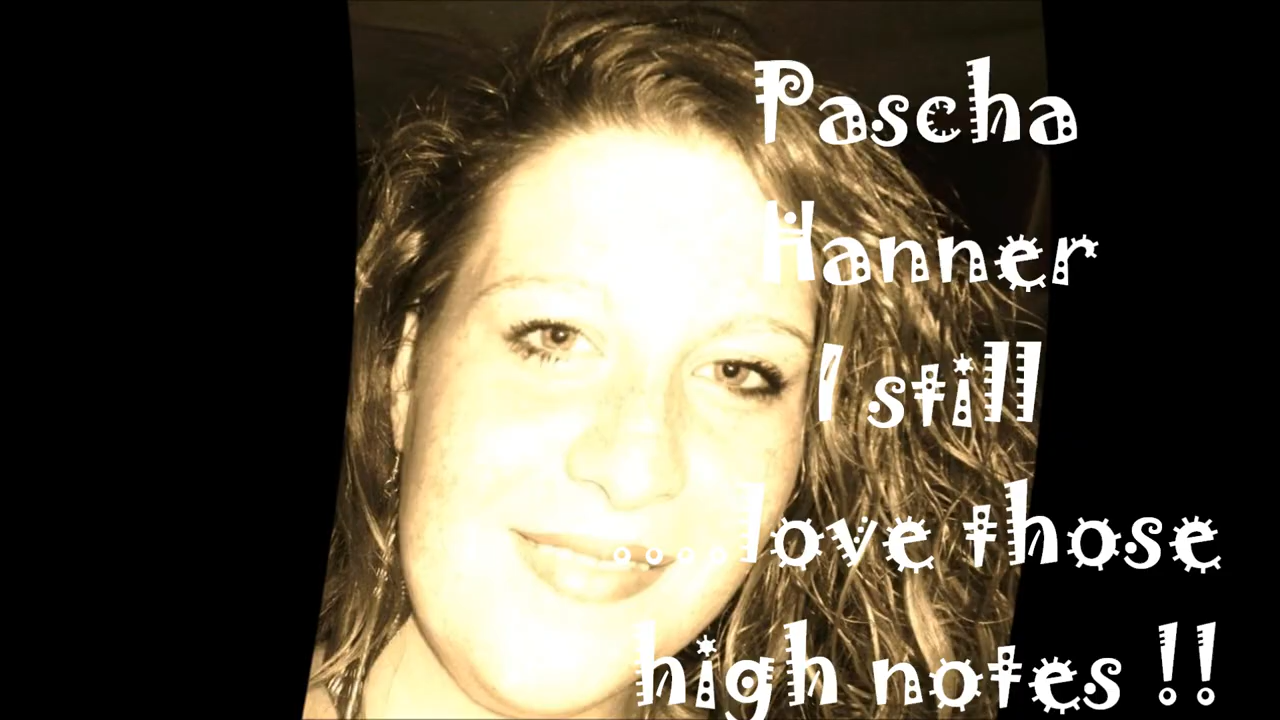 Pascha
Hanner
I still
....love those
high notes !!